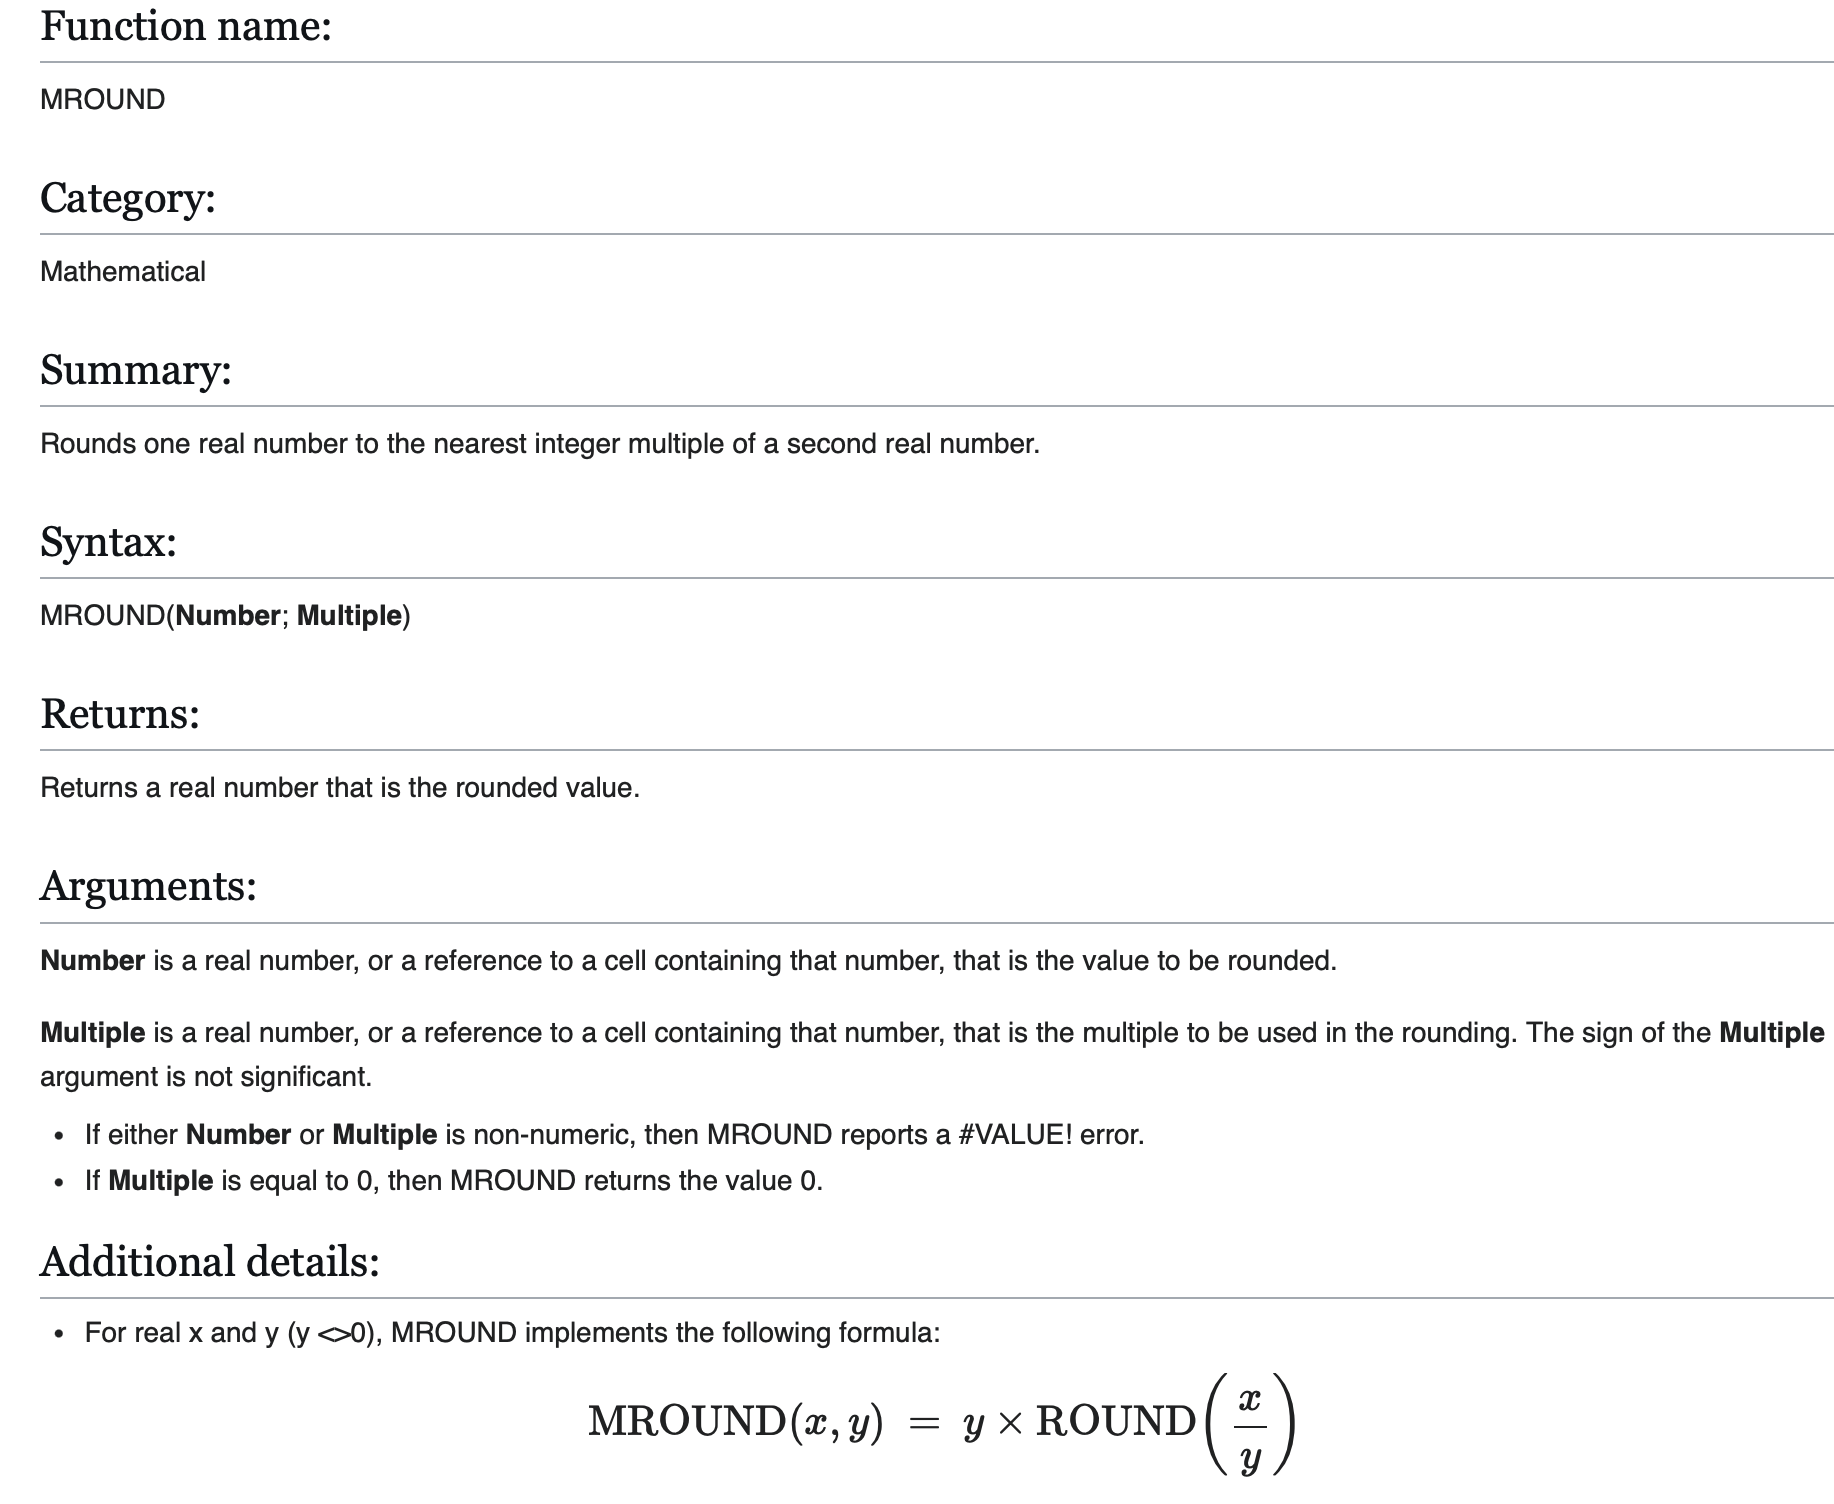 Function name:
MROUND
Category:
Mathematical
Summary:
Rounds one real number to the nearest integer multiple of a second real number.
Syntax:
MROUND(Number; Multiple)
Returns:
Returns a real number that is the rounded value.
Arguments:
Number is a real number, or a reference to a cell containing that number, that is the value to be rounded.
Multiple is a real number, or a reference to a cell containing that number, that is the multiple to be used in the rounding. The sign of the Multiple
argument is not significant.
• If either Number or Multiple is non-numeric, then MROUND reports a #VALUE! error.
• If Multiple is equal to 0, then MROUND returns the value 0.
Additional details:
• For real x and y (y <>0), MROUND implements the following formula:
MROUND(x, y) = y × ROUND(x/y)